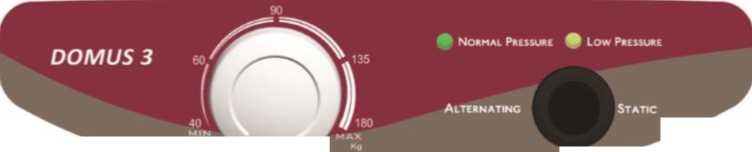 90
DOMUS 3
NORMAL PRESSURE
LOW PRESSURE
60
135
ALTERNATING
STATIC
40
180
MIN
MAX
Kg